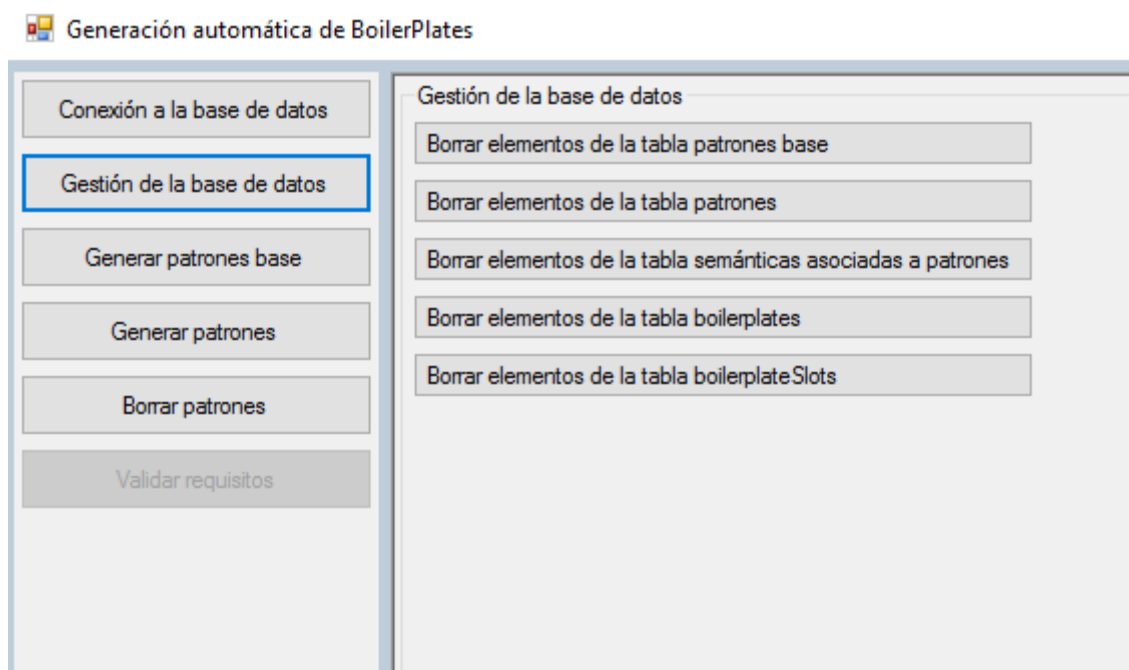 Generación automática de BoilerPlates
Conexión a la base de datos
Gestión de la base de datos
Generar patrones base
Generar patrones
Borrar patrones
Validar requisitos
Gestión de la base de datos
Borrar elementos de la tabla patrones base
Borrar elementos de la tabla patrones
Borrar elementos de la tabla semánticas asociadas a patrones
Borrar elementos de la tabla boilerplates
Borrar elementos de la tabla boilerplateSlots